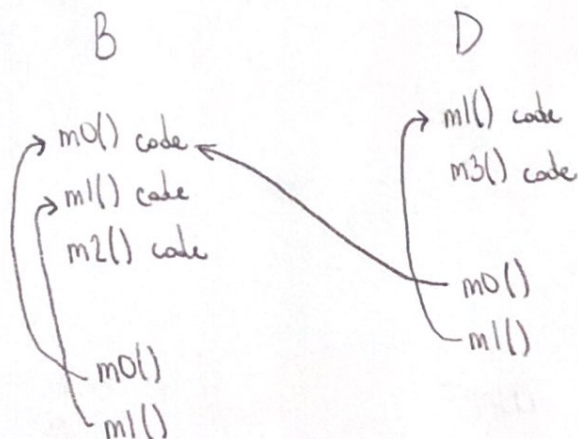 B
m0() code
m1() code
m2() code
m0()
m1()
D
m1() code
m3() code
m0()
m1()